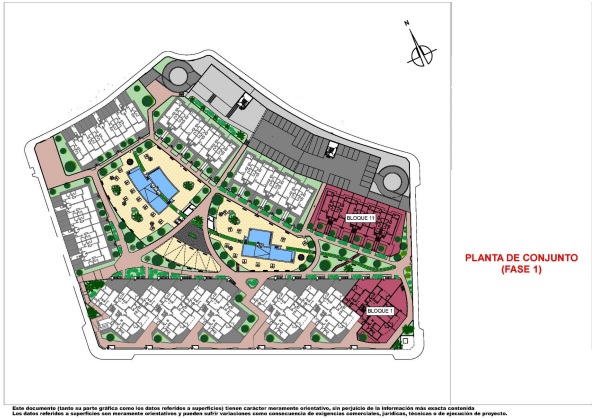 N
BLOQUE 11
PLANTA DE CONJUNTO
(FASE 1)
BLOQUE 1
Este documento (tanto su parte gráfica como los datos referidos a superficies) tienen carácter meramente orientativo, sin perjuicio de la información más exacta contenida
Los datos referidos a superficies son meramente orientativos y pueden sufrir variaciones como consecuencia de exigencias comerciales, jurídicas, técnicas o de ejecución de proyecto.